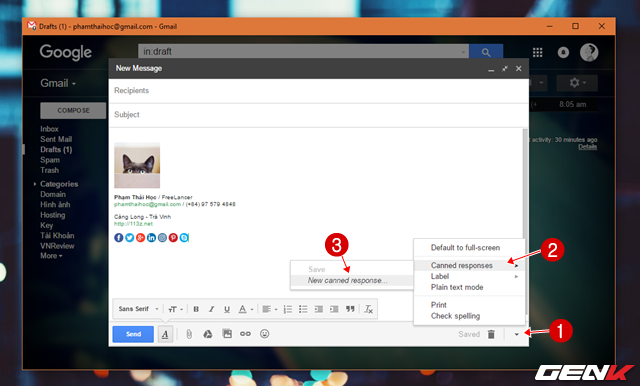 Drafts (1) - phamthaihoc@gmail.com - Gmail
Google
in:draft
Gmail
8:05 am
COMPOSE
Inbox
Sent Mail
Drafts (1)
Spam
Trash
Categories
Domain
Hình ảnh
Hosting
Key
Tài Khoản
VNReview
More
activity: 30 minutes ago
Details
New Message
Recipients
Subject
Phạm Thái Học / FreeLancer
phamthaihoc@gmail.com / (+84) 97 579 4848
Càng Long - Trà Vinh
http://113z.net
Default to full-screen
Canned responses
Label
Plain text mode
Print
Check spelling
Save
New canned response...
3
2
1
Sans Serif
Send
Saved
GENK